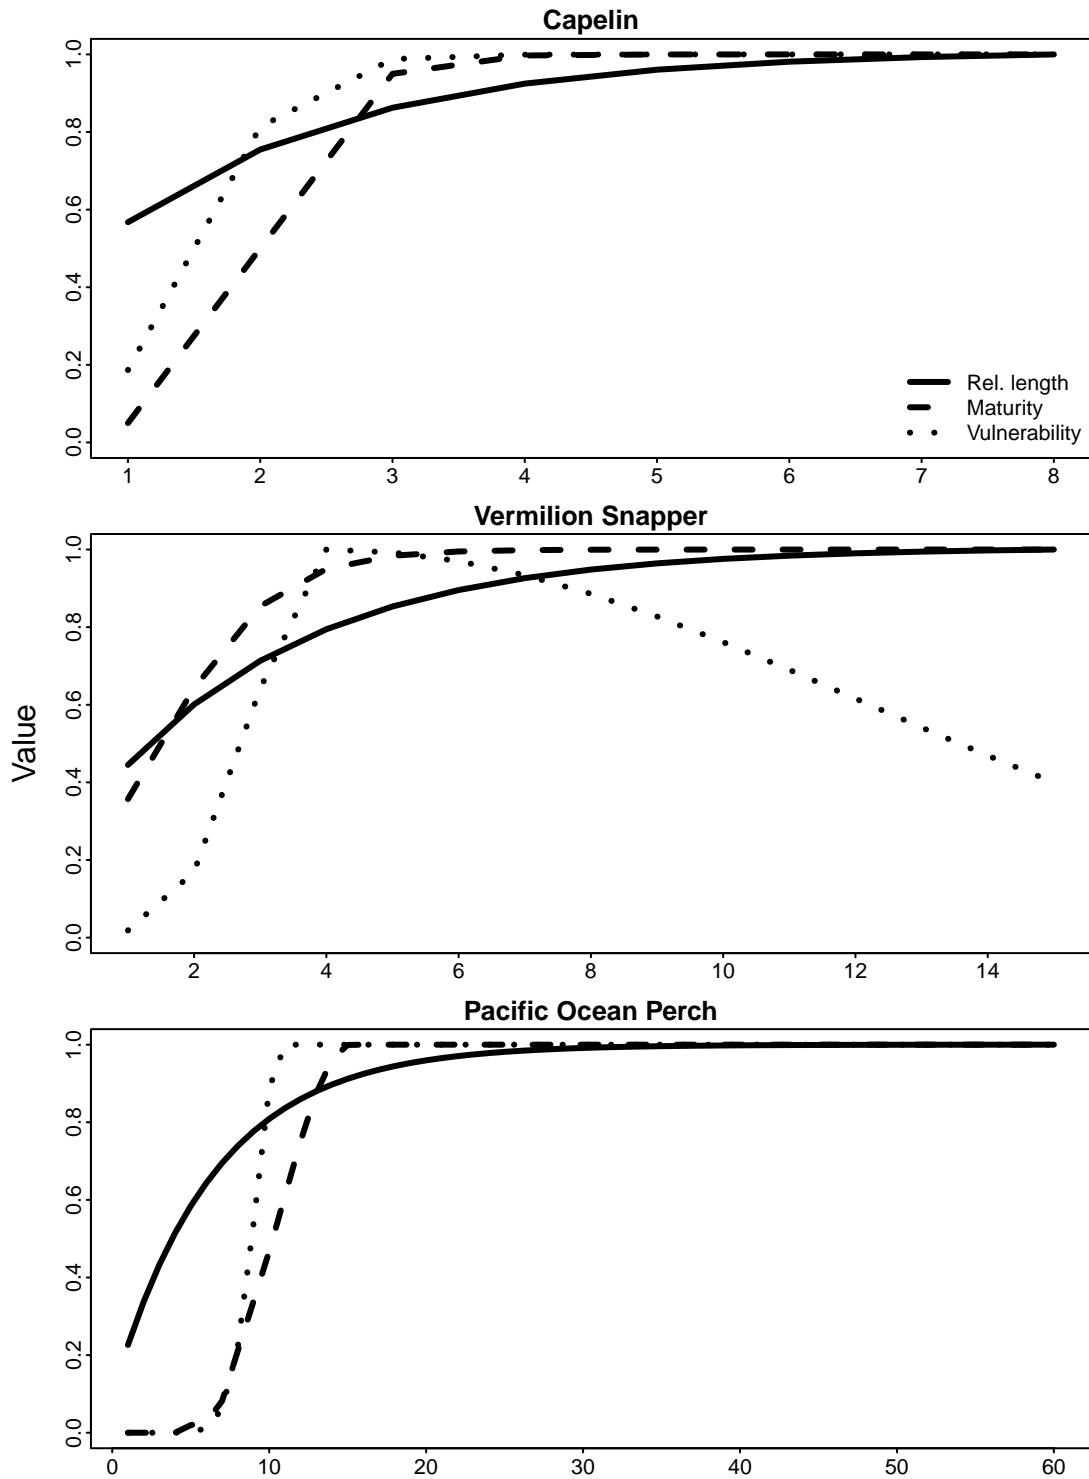 Capelin
1.0
0.8
0.6
0.4
0.2
0.0
Rel. length
Maturity
Vulnerability
1 2 3 4 5 6 7 8
Vermilion Snapper
1.0
0.8
0.6
0.4
0.2
0.0
Value
2 4 6 8 10 12 14
Pacific Ocean Perch
1.0
0.8
0.6
0.4
0.2
0.0
0 10 20 30 40 50 60